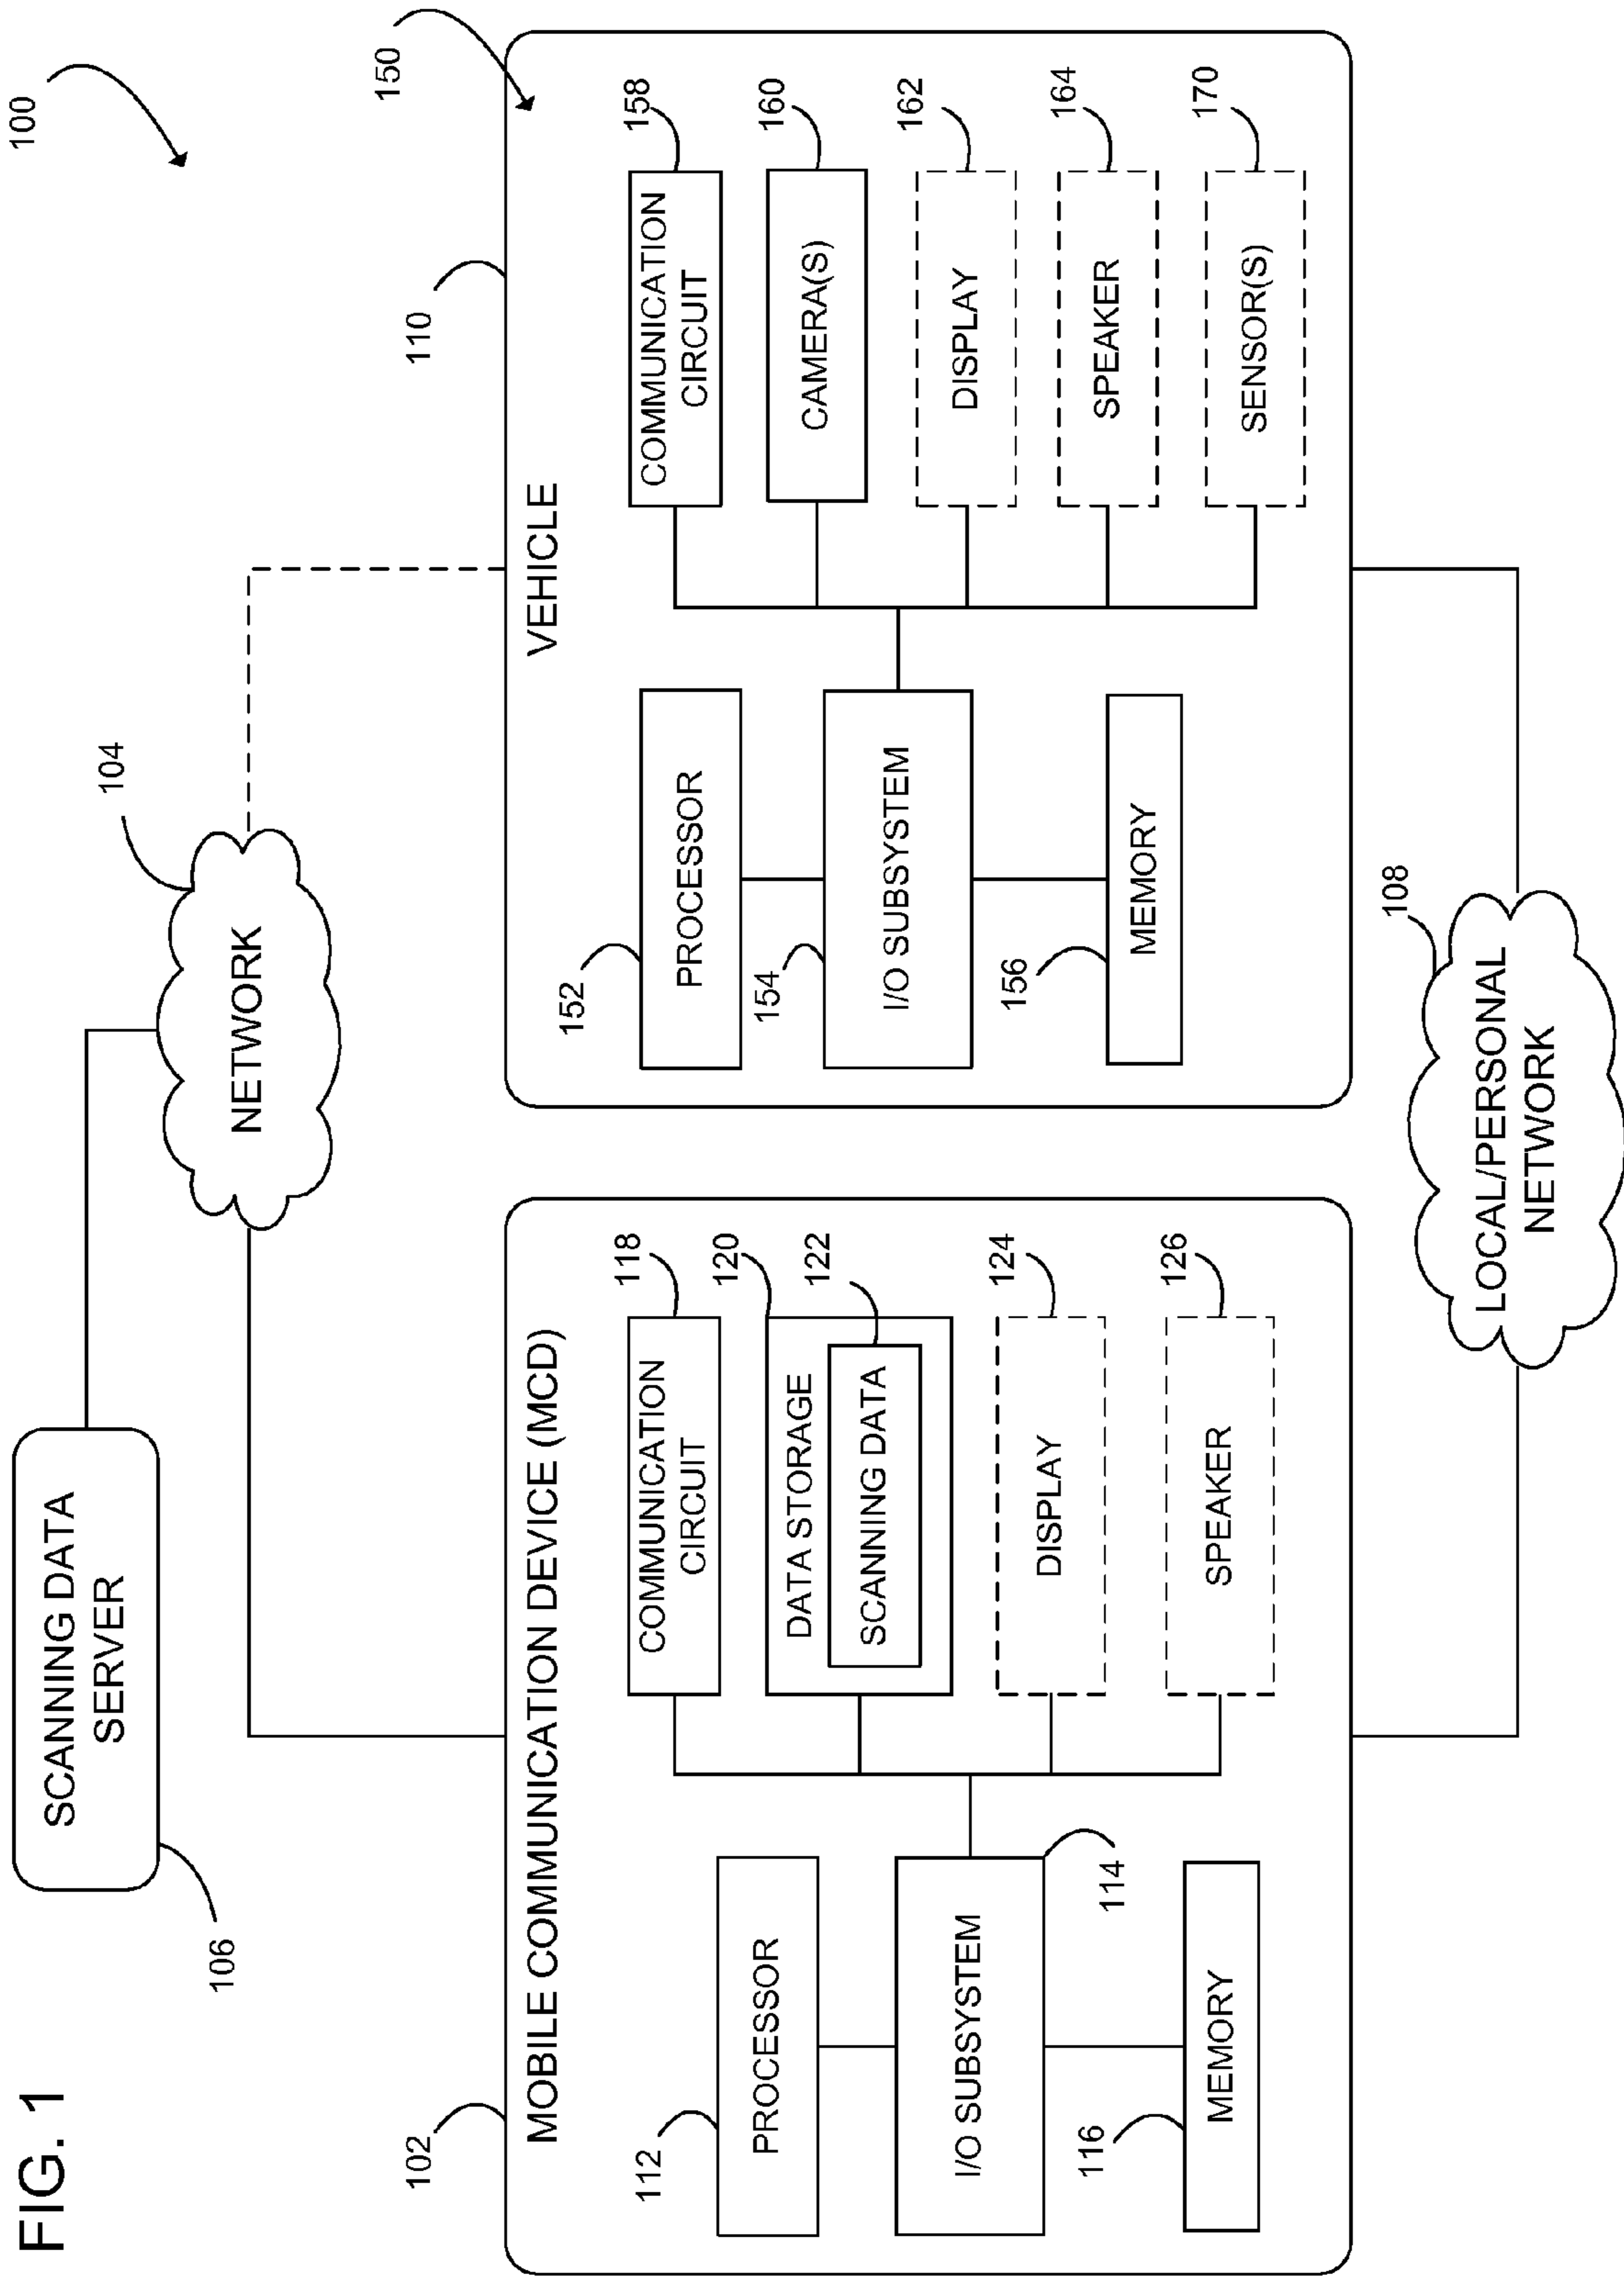 FIG. 1
100
SCANNING DATA
SERVER
106
104
NETWORK
102
MOBILE COMMUNICATION DEVICE (MCD)
112
PROCESSOR
I/O SUBSYSTEM
114
116
MEMORY
COMMUNICATION
CIRCUIT
118
DATA STORAGE
120
SCANNING DATA
122
DISPLAY
124
SPEAKER
126
110
150
VEHICLE
152
PROCESSOR
154
I/O SUBSYSTEM
156
MEMORY
COMMUNICATION
CIRCUIT
158
CAMERA(S)
160
DISPLAY
162
SPEAKER
164
SENSOR(S)
170
108
LOCAL/PERSONAL
NETWORK